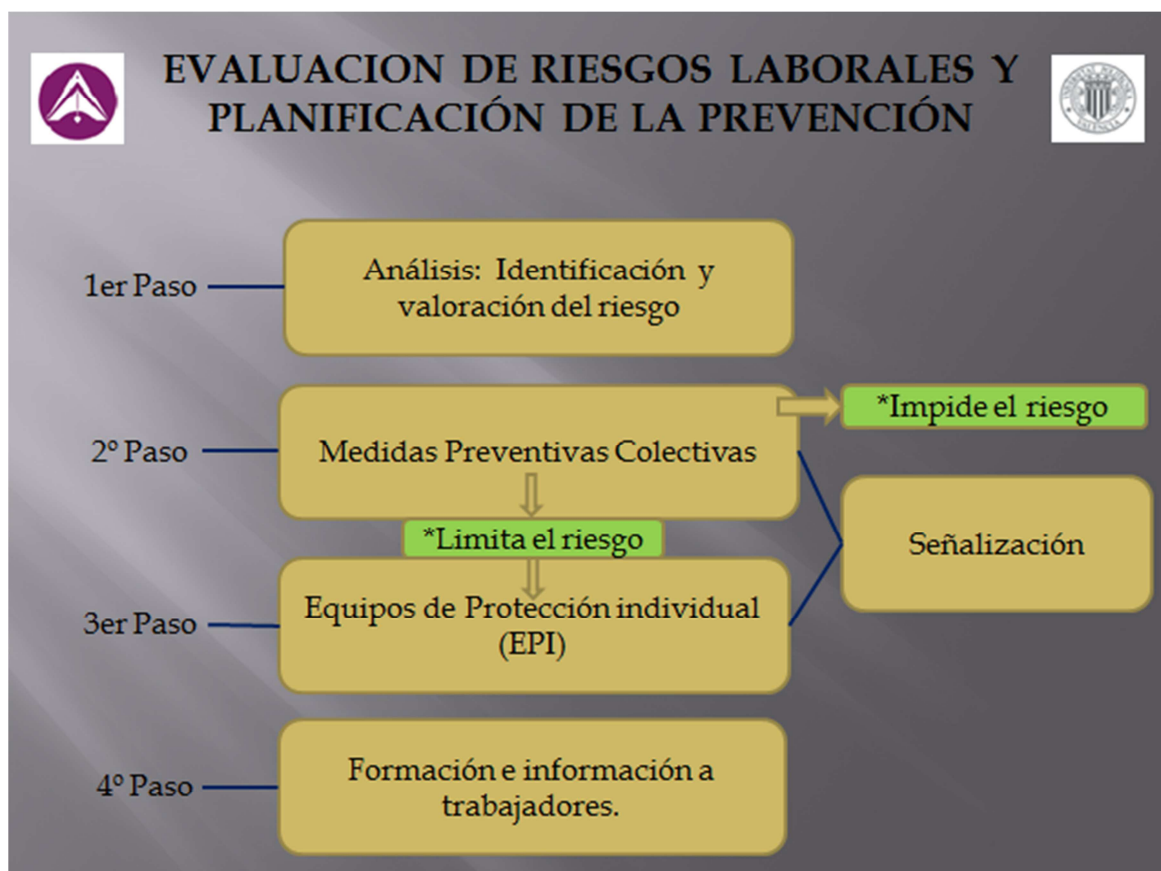 EVALUACION DE RIESGOS LABORALES Y
PLANIFICACIÓN DE LA PREVENCIÓN
1er Paso
Análisis: Identificación y
valoración del riesgo
2º Paso
Medidas Preventivas Colectivas
*Impide el riesgo
*Limita el riesgo
Señalización
3er Paso
Equipos de Protección individual
(EPI)
4º Paso
Formación e información a
trabajadores.